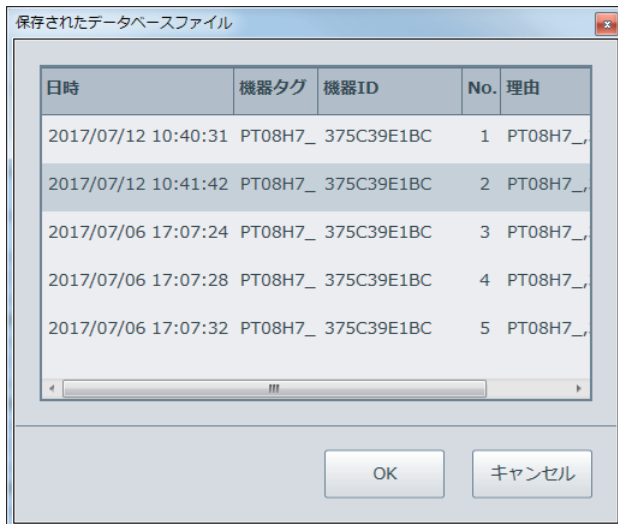 保存されたデータベースファイル
日時 機器タグ 機器ID No. 理由
2017/07/12 10:40:31 PT08H7_ 375C39E1BC 1 PT08H7_,
2017/07/12 10:41:42 PT08H7_ 375C39E1BC 2 PT08H7_,
2017/07/06 17:07:24 PT08H7_ 375C39E1BC 3 PT08H7_,
2017/07/06 17:07:28 PT08H7_ 375C39E1BC 4 PT08H7_,
2017/07/06 17:07:32 PT08H7_ 375C39E1BC 5 PT08H7_,
OK キャンセル